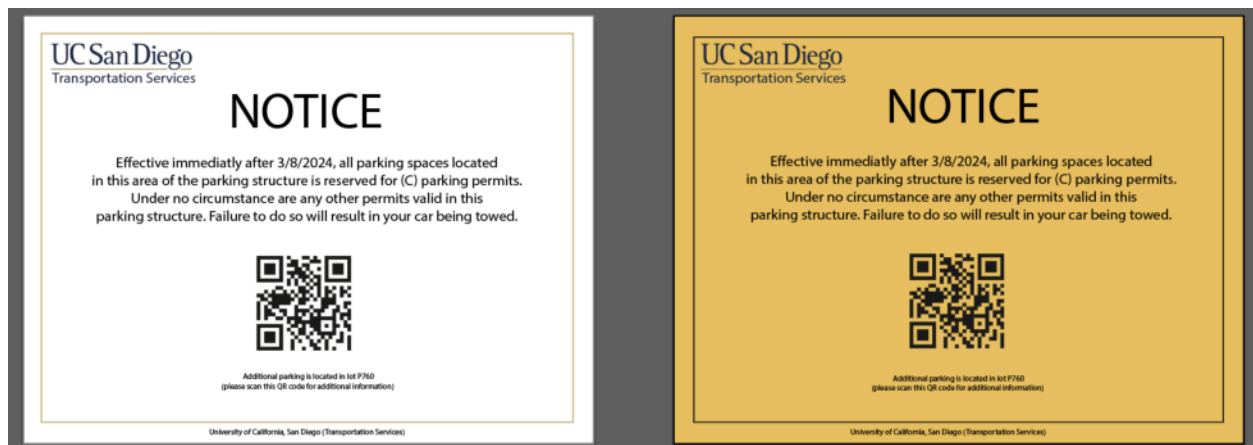 UC San Diego
Transportation Services
NOTICE
Effective immediatly after 3/8/2024, all parking spaces located
in this area of the parking structure is reserved for (C) parking permits.
Under no circumstance are any other permits valid in this
parking structure. Failure to do so will result in your car being towed.
Additional parking is located in lot P760
(please scan this QR code for additional information)
University of California, San Diego (Transportation Services)
UC San Diego
Transportation Services
NOTICE
Effective immediatly after 3/8/2024, all parking spaces located
in this area of the parking structure is reserved for (C) parking permits.
Under no circumstance are any other permits valid in this
parking structure. Failure to do so will result in your car being towed.
Additional parking is located in lot P760
(please scan this QR code for additional information)
University of California, San Diego (Transportation Services)